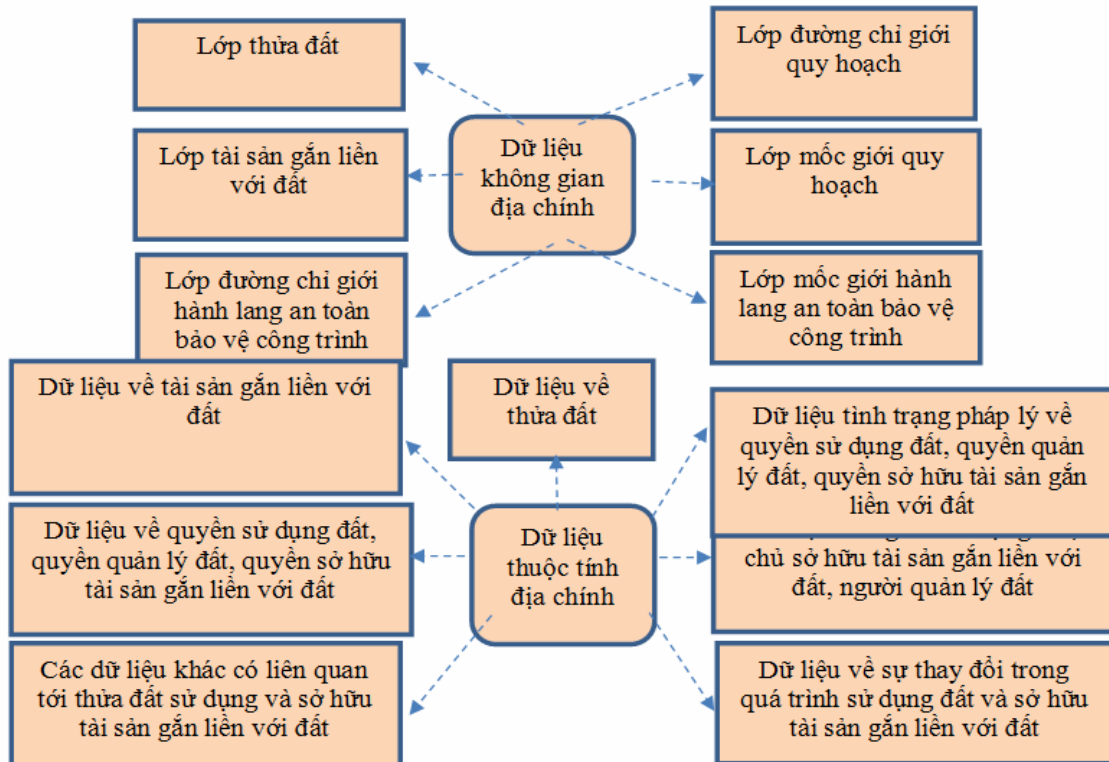 Lớp thửa đất
Lớp đường chỉ giới
quy hoạch
Dữ liệu
không gian
địa chính
Lớp tài sản gắn liền
với đất
Lớp mốc giới quy
hoạch
Lớp đường chỉ giới
hành lang an toàn
bảo vệ công trình
Lớp mốc giới hành
lang an toàn bảo vệ
công trình
Dữ liệu về tài sản gắn liền với
đất
Dữ liệu về
thửa đất
Dữ liệu tình trạng pháp lý về
quyền sử dụng đất, quyền quản
lý đất, quyền sở hữu tài sản gắn
liền với đất
Dữ liệu về quyền sử dụng đất,
quyền quản lý đất, quyền sở hữu
tài sản gắn liền với đất
Dữ liệu
thuộc tính
địa chính
chủ sở hữu tài sản gắn liền với
đất, người quản lý đất
Các dữ liệu khác có liên quan
tới thửa đất sử dụng và sở hữu
tài sản gắn liền với đất
Dữ liệu về sự thay đổi trong
quá trình sử dụng đất và sở hữu
tài sản gắn liền với đất